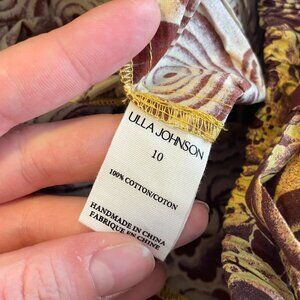 ULLA JOHNSON
10
100% COTTON/COTON
HANDMADE IN CHINA
FABRIQUE EN CHINE